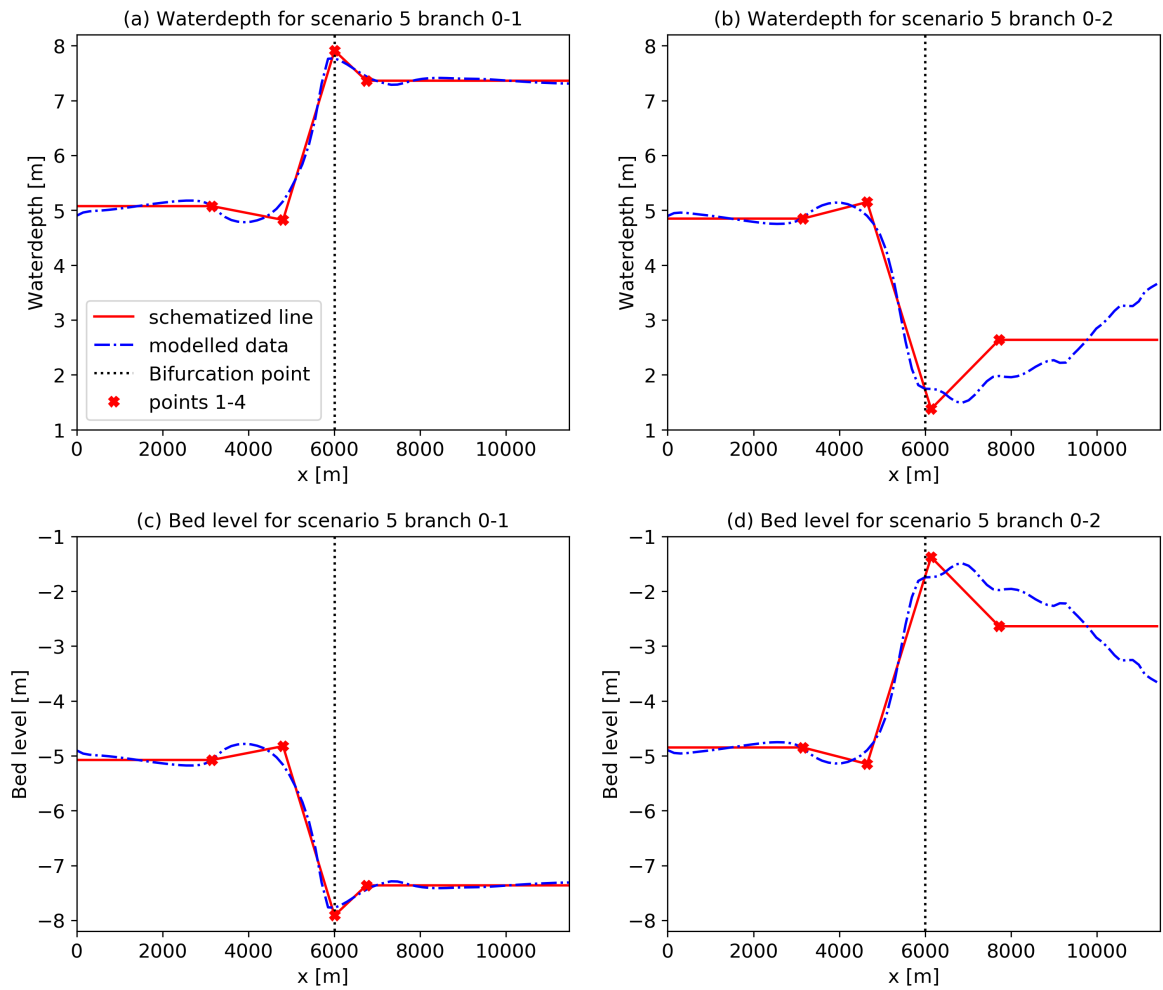 (a) Waterdepth for scenario 5 branch 0-1
8
7
6
5
4
3
2
1
Waterdepth [m]
schematized line
modelled data
Bifurcation point
points 1-4
0 2000 4000 6000 8000 10000
x [m]
(b) Waterdepth for scenario 5 branch 0-2
8
7
6
5
4
3
2
1
Waterdepth [m]
0 2000 4000 6000 8000 10000
x [m]
(c) Bed level for scenario 5 branch 0-1
−1
−2
−3
−4
−5
−6
−7
−8
Bed level [m]
0 2000 4000 6000 8000 10000
x [m]
(d) Bed level for scenario 5 branch 0-2
−1
−2
−3
−4
−5
−6
−7
−8
Bed level [m]
0 2000 4000 6000 8000 10000
x [m]